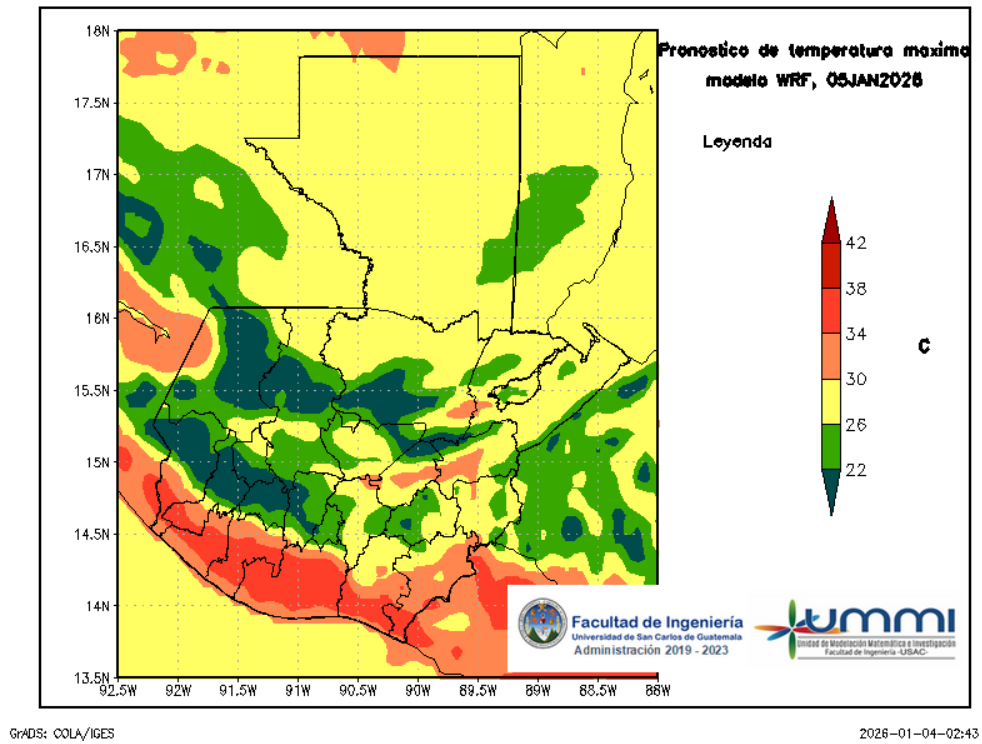 Pronostico de temperatura maxima
modelo WRF, 05JAN2026
Leyenda
42
38
34
30
26
22
C
18N
17.5N
17N
16.5N
16N
15.5N
15N
14.5N
14N
13.5N
92.5W 92W 91.5W 91W 90.5W 90W 89.5W 89W 88.5W 88W
Facultad de Ingeniería
Universidad de San Carlos de Guatemala
Administración 2019 - 2023
ummi
Unidad de Modelación Matemática e Investigación
Facultad de Ingeniería -USAC-
GrADS: COLA/IGES
2026-01-04-02:43